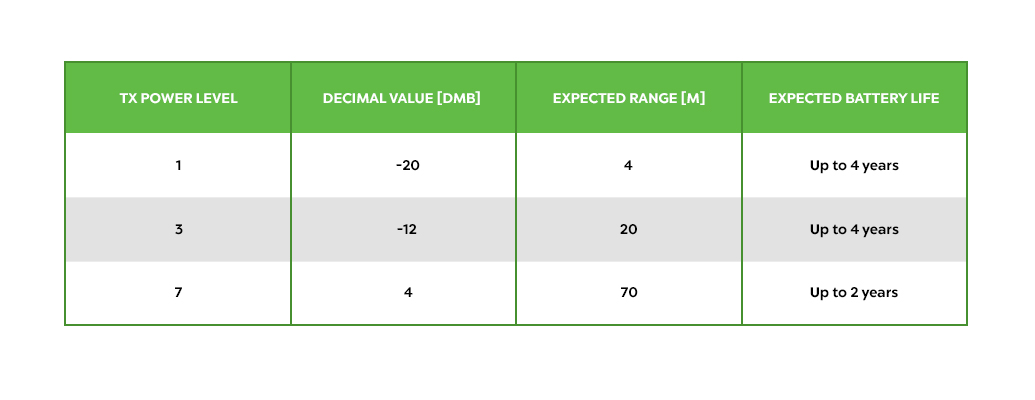 TX POWER LEVEL DECIMAL VALUE [DMB] EXPECTED RANGE [M] EXPECTED BATTERY LIFE
1 -20 4 Up to 4 years
3 -12 20 Up to 4 years
7 4 70 Up to 2 years